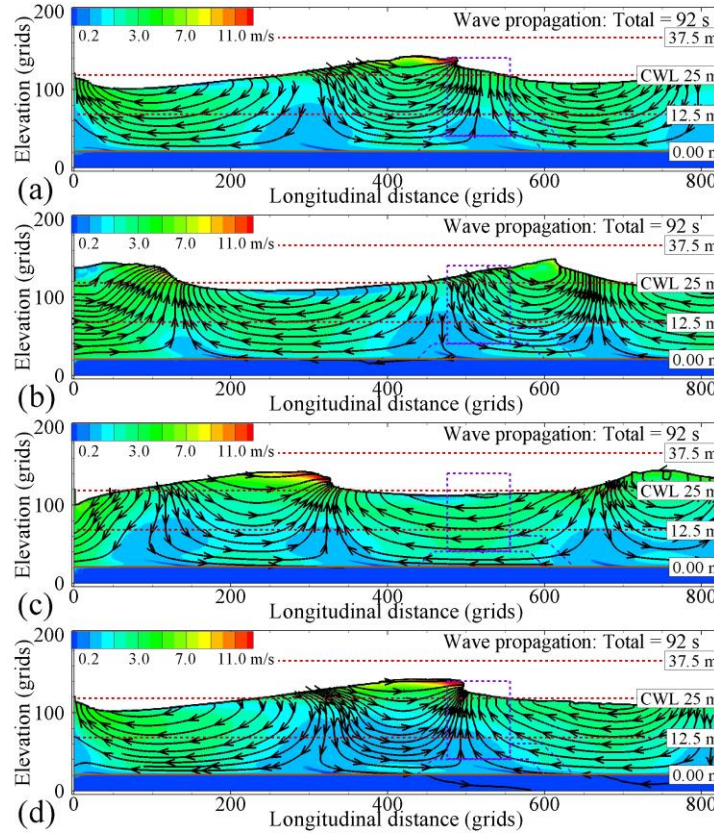 200
Wave propagation: Total = 92 s
37.5 m
0.2 3.0 7.0 11.0 m/s
CWL 25 m
100
12.5 m
0.00 m
0
Elevation (grids)
0 200 400 600 800
(a)
Longitudinal distance (grids)
200
Wave propagation: Total = 92 s
37.5 m
0.2 3.0 7.0 11.0 m/s
CWL 25 m
100
12.5 m
0.00 m
0
Elevation (grids)
0 200 400 600 800
(b)
Longitudinal distance (grids)
200
Wave propagation: Total = 92 s
37.5 m
0.2 3.0 7.0 11.0 m/s
CWL 25 m
100
12.5 m
0.00 m
0
Elevation (grids)
0 200 400 600 800
(c)
Longitudinal distance (grids)
200
Wave propagation: Total = 92 s
37.5 m
0.2 3.0 7.0 11.0 m/s
CWL 25 m
100
12.5 m
0.00 m
0
Elevation (grids)
0 200 400 600 800
(d)
Longitudinal distance (grids)